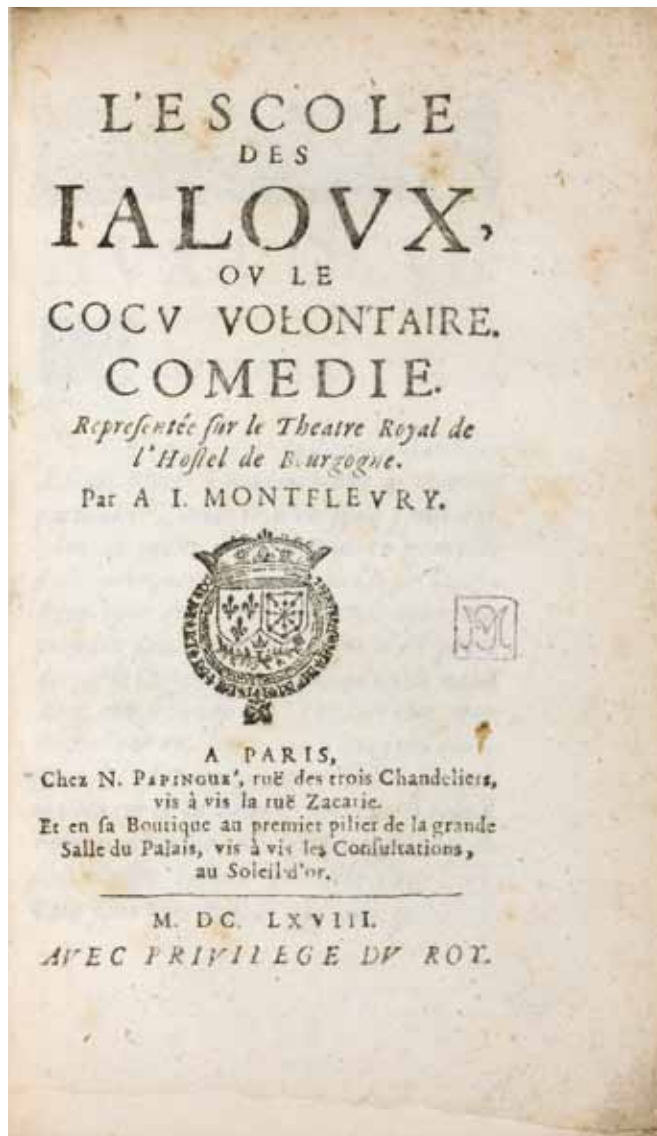 L'ESCOLE
DES
IALOVX,
OV LE
COCV VOLONTAIRE.
COMEDIE.
Repreſentée ſur le Theatre Royal de
l'Hoſtel de Bourgogne.
Par A. I. MONTFLEVRY.
A PARIS,
Chez N. PEPINGUE', ruë des trois Chandeliers,
vis à vis la ruë Zacarie.
Et en ſa Boutique au premier pilier de la grande
Salle du Palais, vis à vis les Conſultations,
au Soleil d'or.
M. DC. LXVIII.
AVEC PRIVILEGE DV ROY.